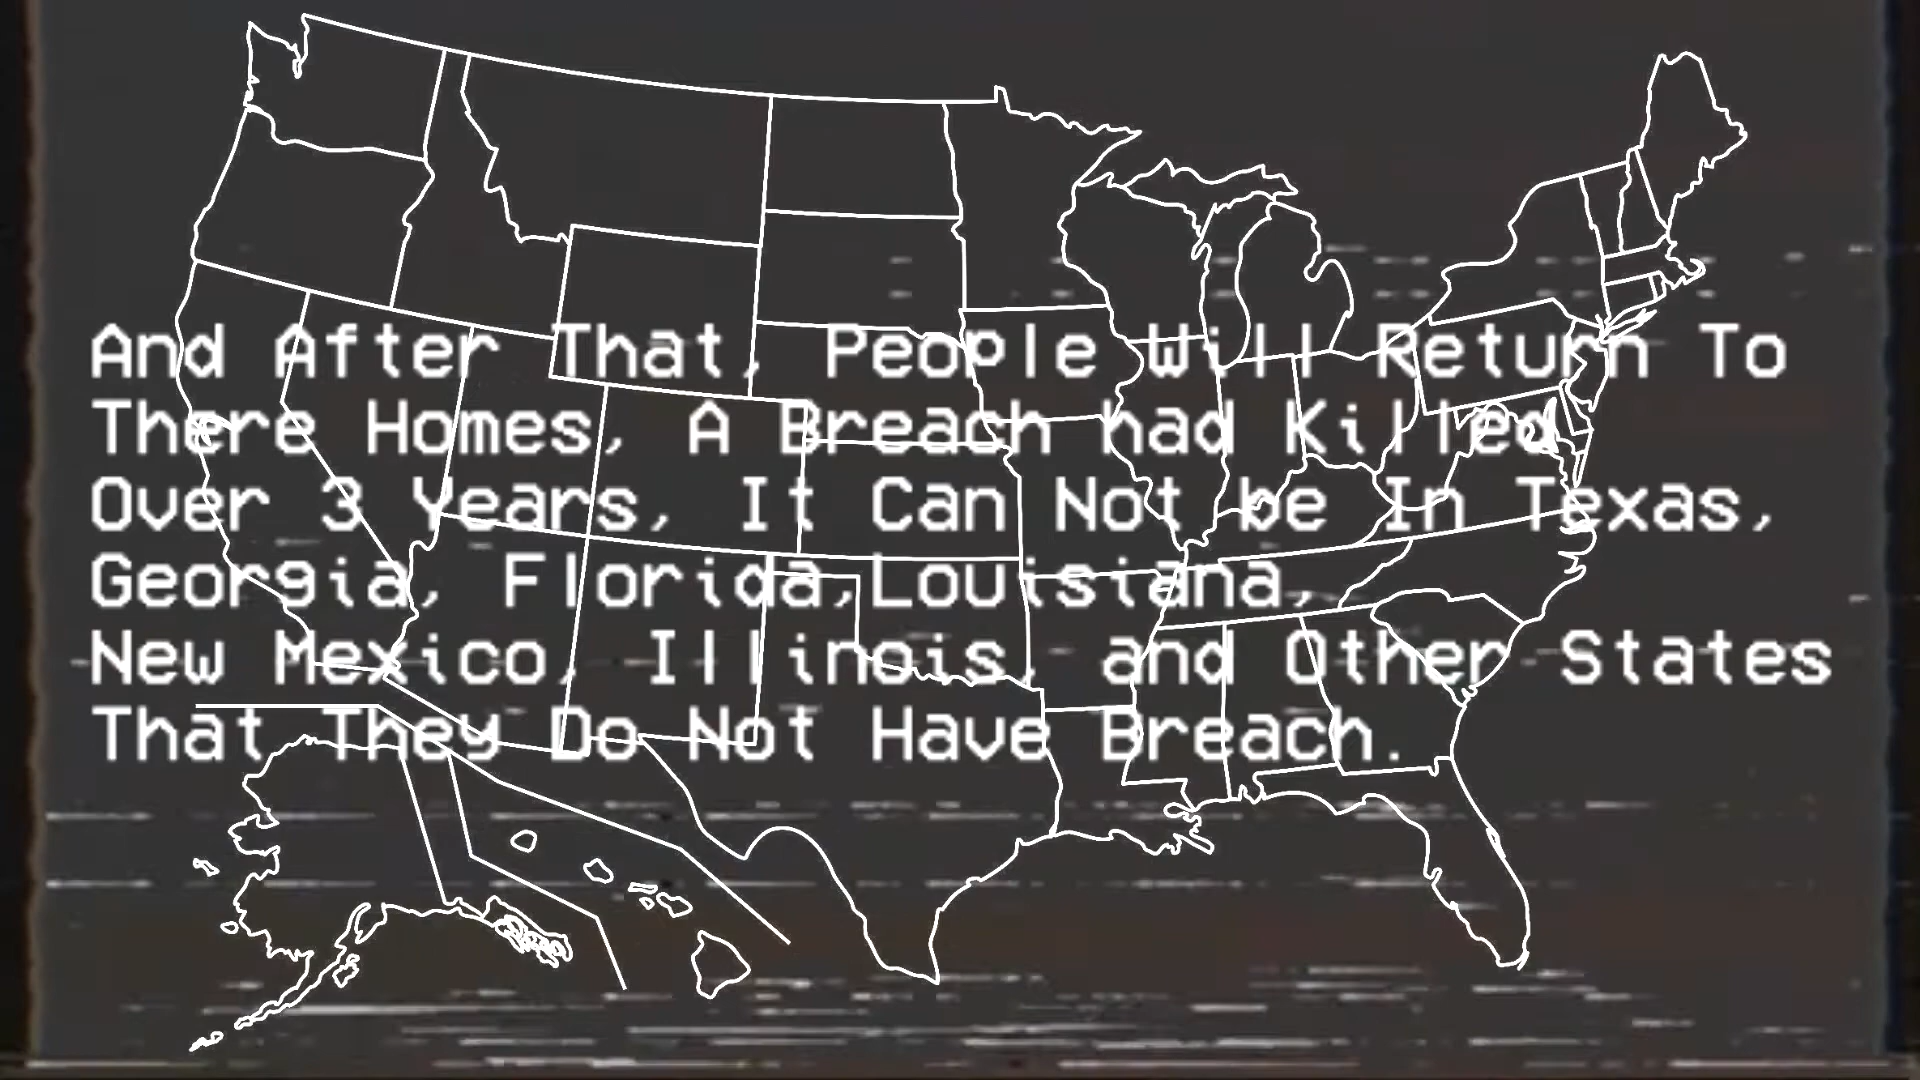 And After That, People Will Return To
There Homes, A Breach had Killed
Over 3 Years, It Can Not be In Texas,
Georgia, Florida,Louisiana,
New Mexico, Illinois, and Other States
That They Do Not Have Breach.